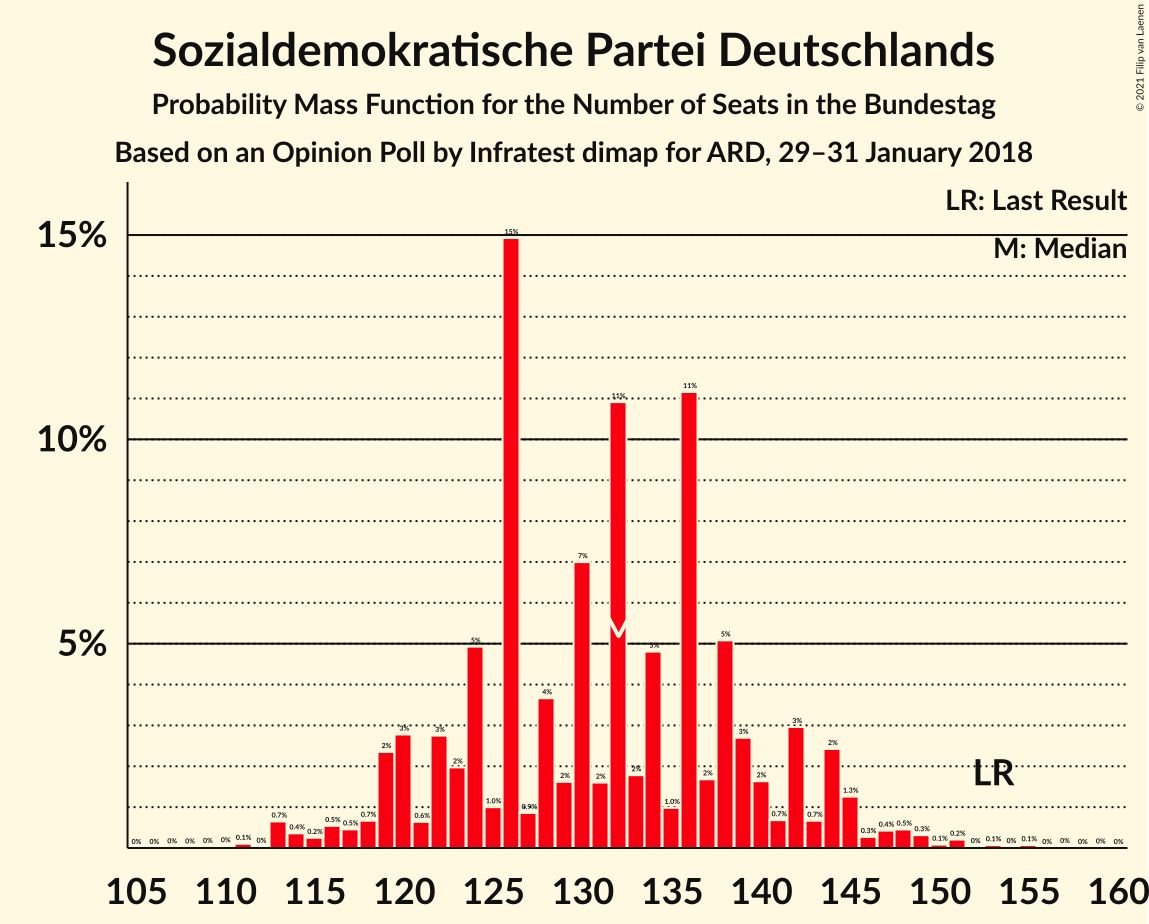 Sozialdemokratische Partei Deutschlands
Probability Mass Function for the Number of Seats in the Bundestag
Based on an Opinion Poll by Infratest dimap for ARD, 29–31 January 2018
© 2021 Filip van Laenen
LR: Last Result
M: Median
15%
10%
5%
0% 0% 0% 0% 0% 0% 0.1% 0% 0.7% 0.4% 0.2% 0.5% 0.5% 0.7% 2% 3% 0.6% 3% 2% 5% 1.0% 15% 0.9% 4% 2% 7% 2% 11% 2% 5% 1.0% 11% 2% 5% 3% 2% 0.7% 3% 0.7% 2% 1.3% 0.3% 0.4% 0.5% 0.3% 0.1% 0.2% 0% 0.1% 0% 0.1% 0% 0% 0% 0% 0%
M
LR
105 110 115 120 125 130 135 140 145 150 155 160